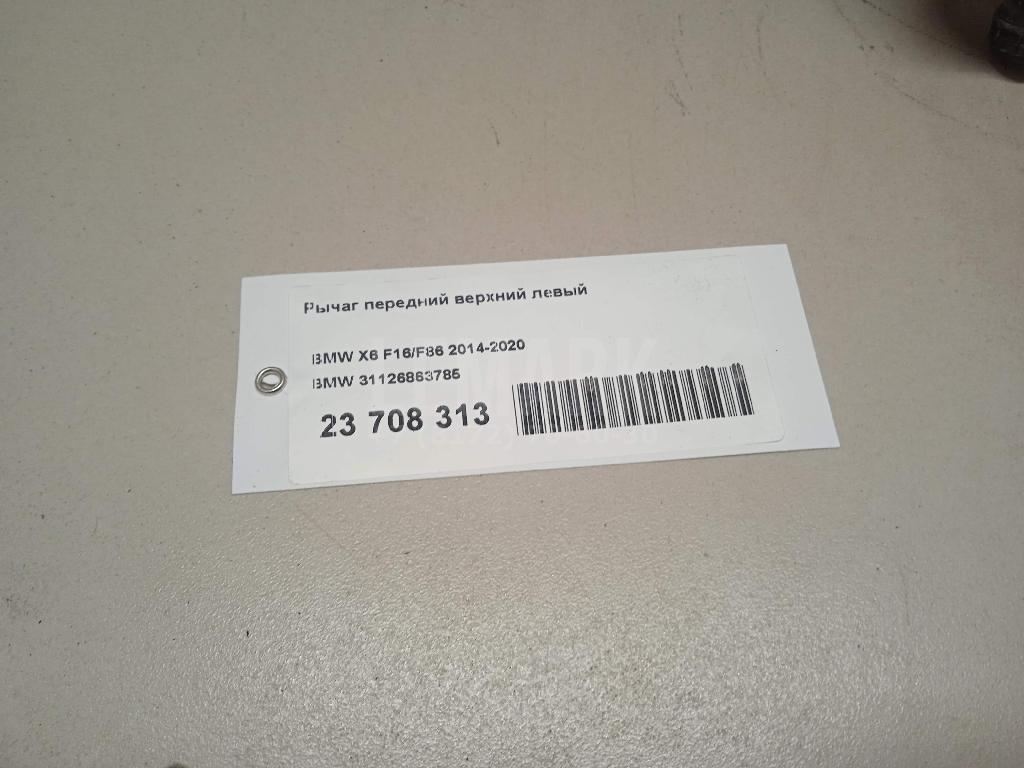 Рычаг передний верхний левый
BMW X6 F16/F86 2014-2020
BMW 31126863785
23 708 313